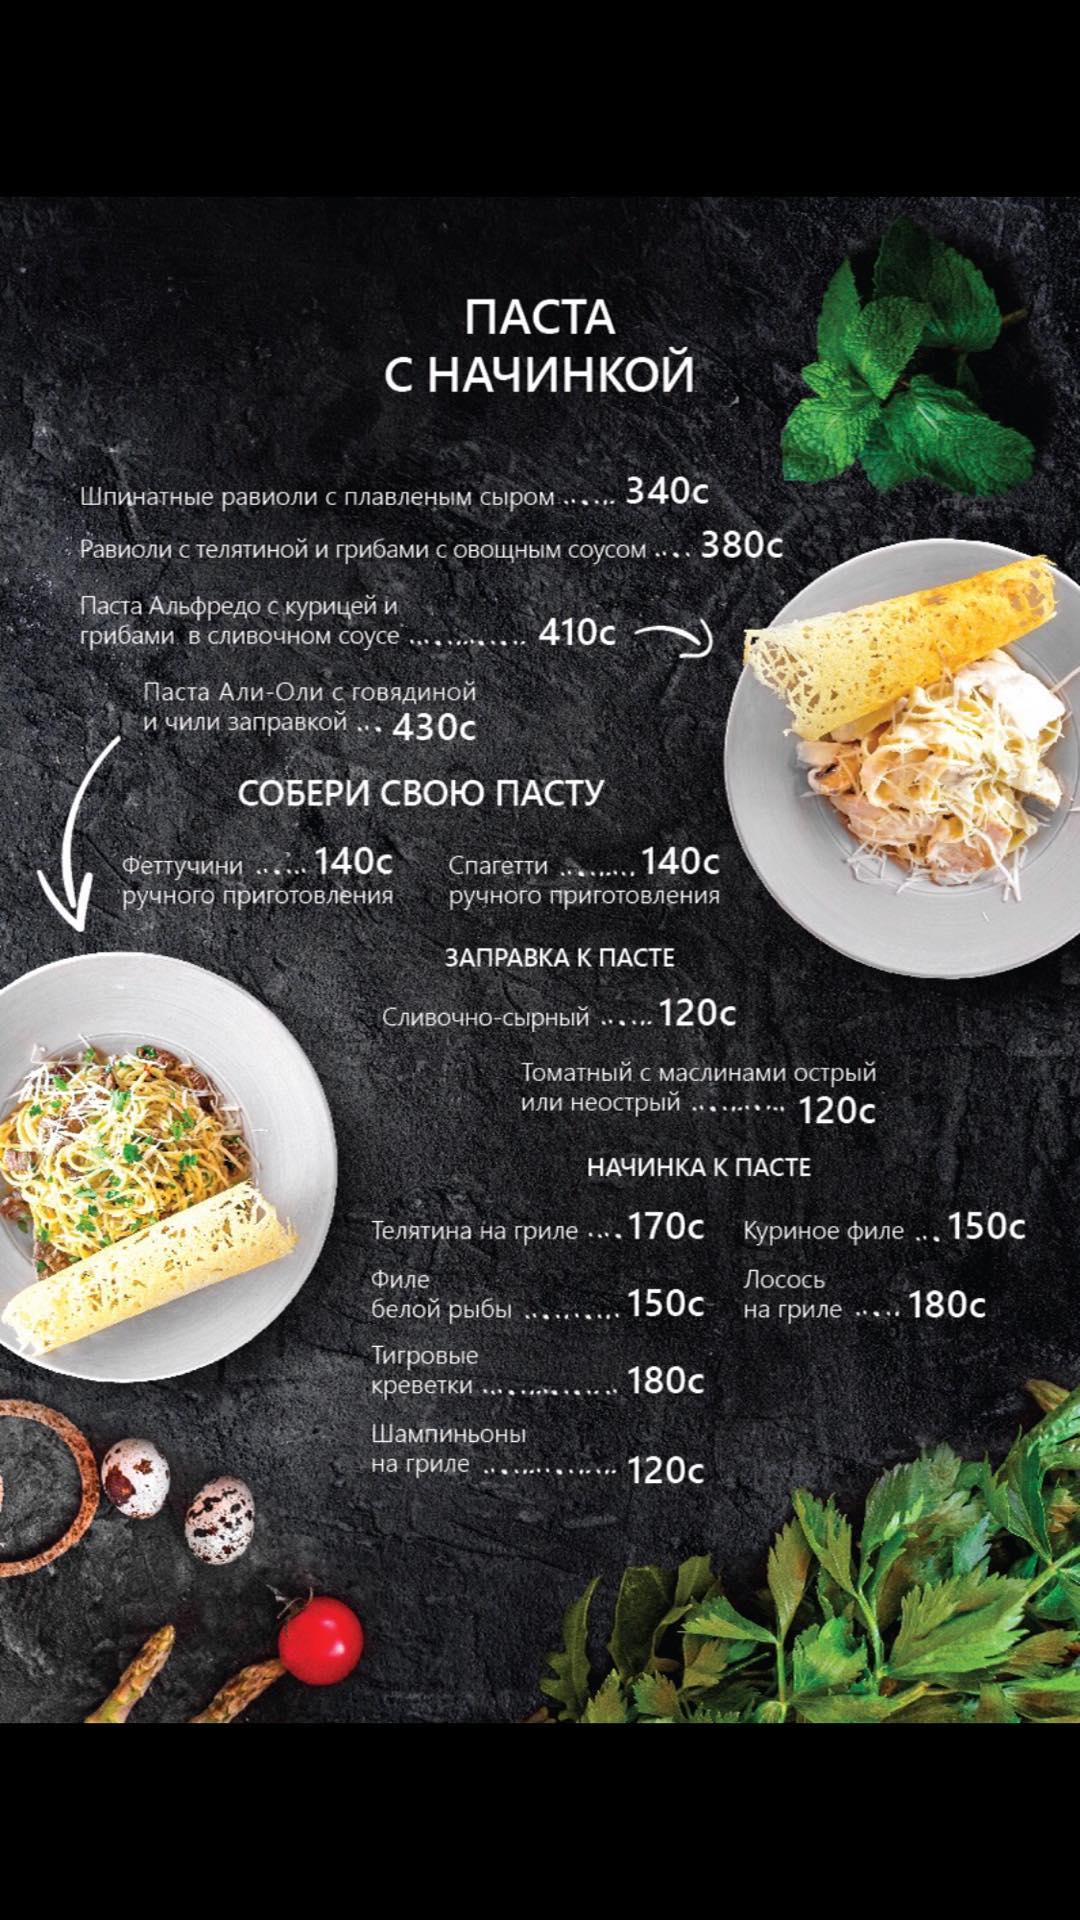 ПАСТА
С НАЧИНКОЙ
Шпинатные равиоли с плавленым сыром ...... 340с
Равиоли с телятиной и грибами с овощным соусом .... 380с
Паста Альфредо с курицей и
грибами в сливочном соусе ............ 410с
Паста Али-Оли с говядиной
и чили заправкой ... 430с
СОБЕРИ СВОЮ ПАСТУ
Феттучини ...... 140с
ручного приготовления
Спагетти ......... 140с
ручного приготовления
ЗАПРАВКА К ПАСТЕ
Сливочно-сырный ...... 120с
Томатный с маслинами острый
или неострый .......... 120с
НАЧИНКА К ПАСТЕ
Телятина на гриле .... 170с
Куриное филе ... 150с
Филе
белой рыбы .......... 150с
Лосось
на гриле ..... 180с
Тигровые
креветки .............. 180с
Шампиньоны
на гриле .............. 120с